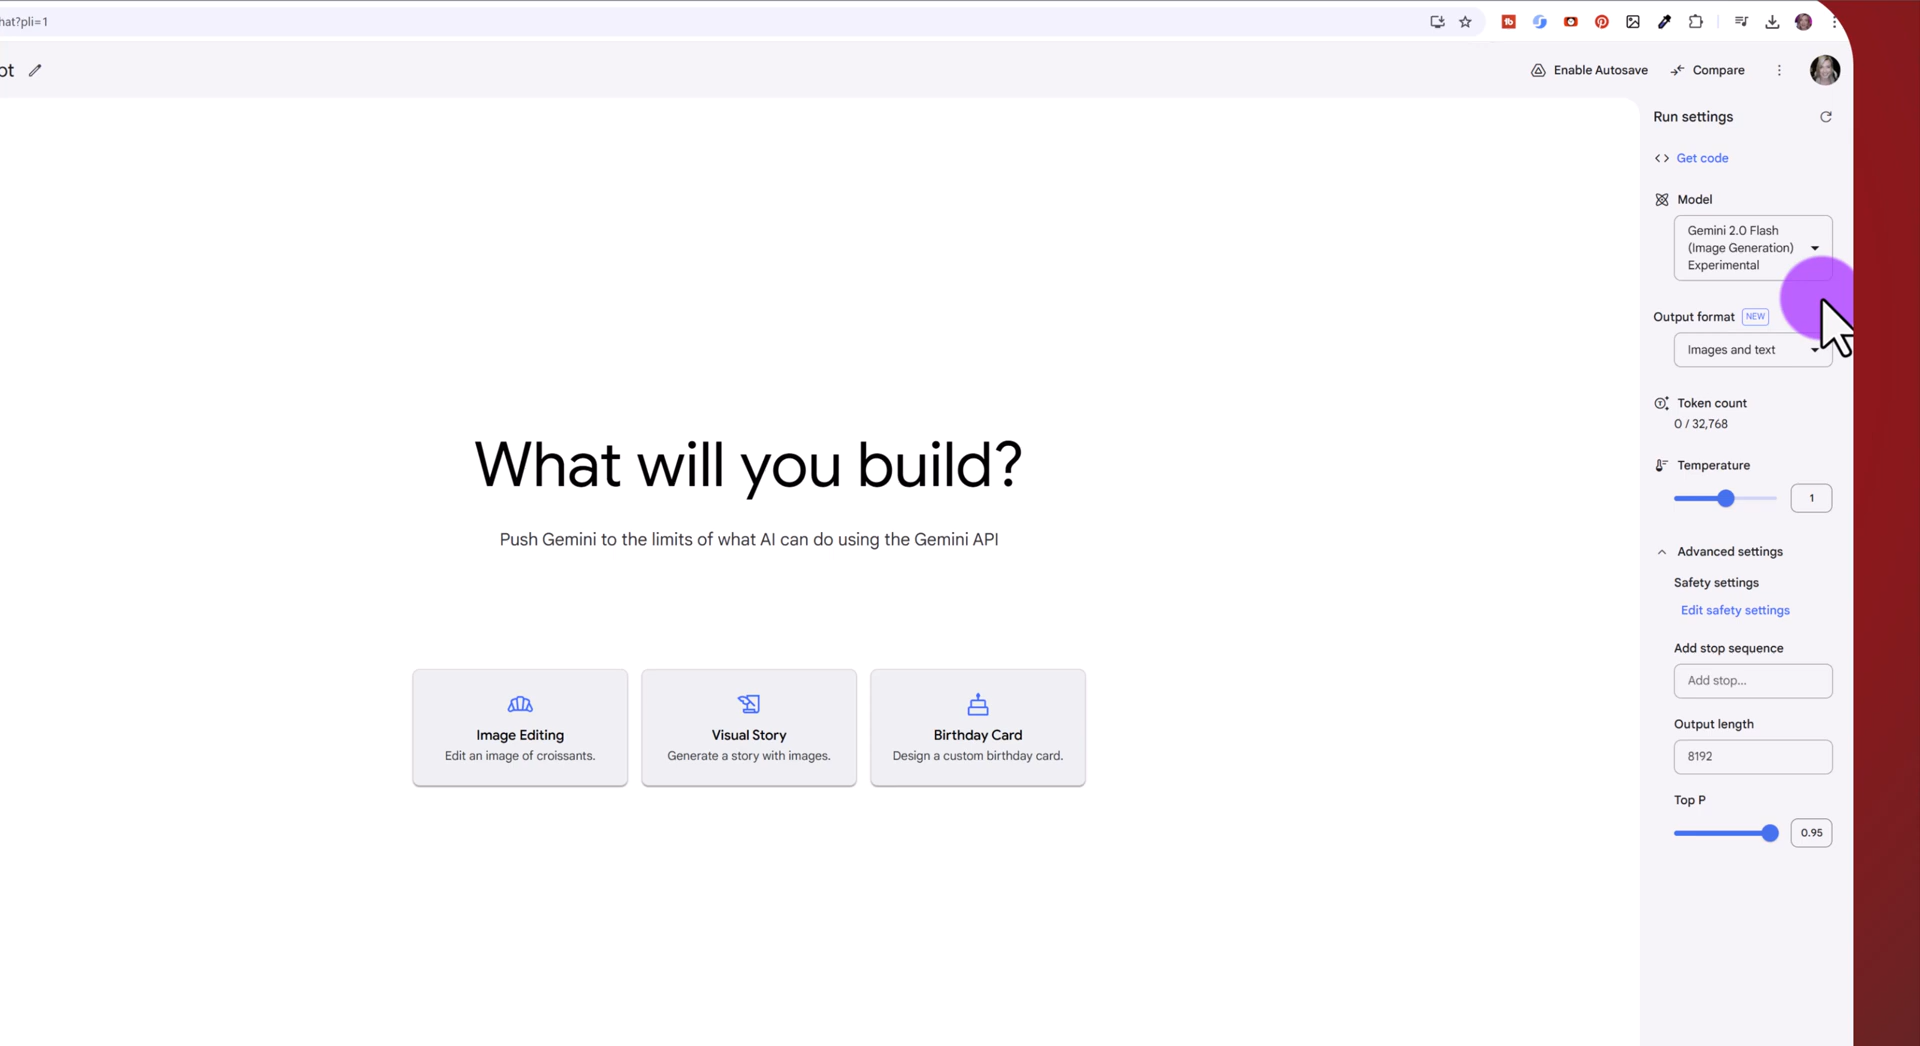 hat?pli=1
pt
Enable Autosave
Compare
Run settings
Get code
Model
Gemini 2.0 Flash
(Image Generation)
Experimental
Output format NEW
Images and text
Token count
0 / 32,768
Temperature
1
Advanced settings
Safety settings
Edit safety settings
Add stop sequence
Add stop...
Output length
8192
Top P
0.95
What will you build?
Push Gemini to the limits of what AI can do using the Gemini API
Image Editing
Edit an image of croissants.
Visual Story
Generate a story with images.
Birthday Card
Design a custom birthday card.